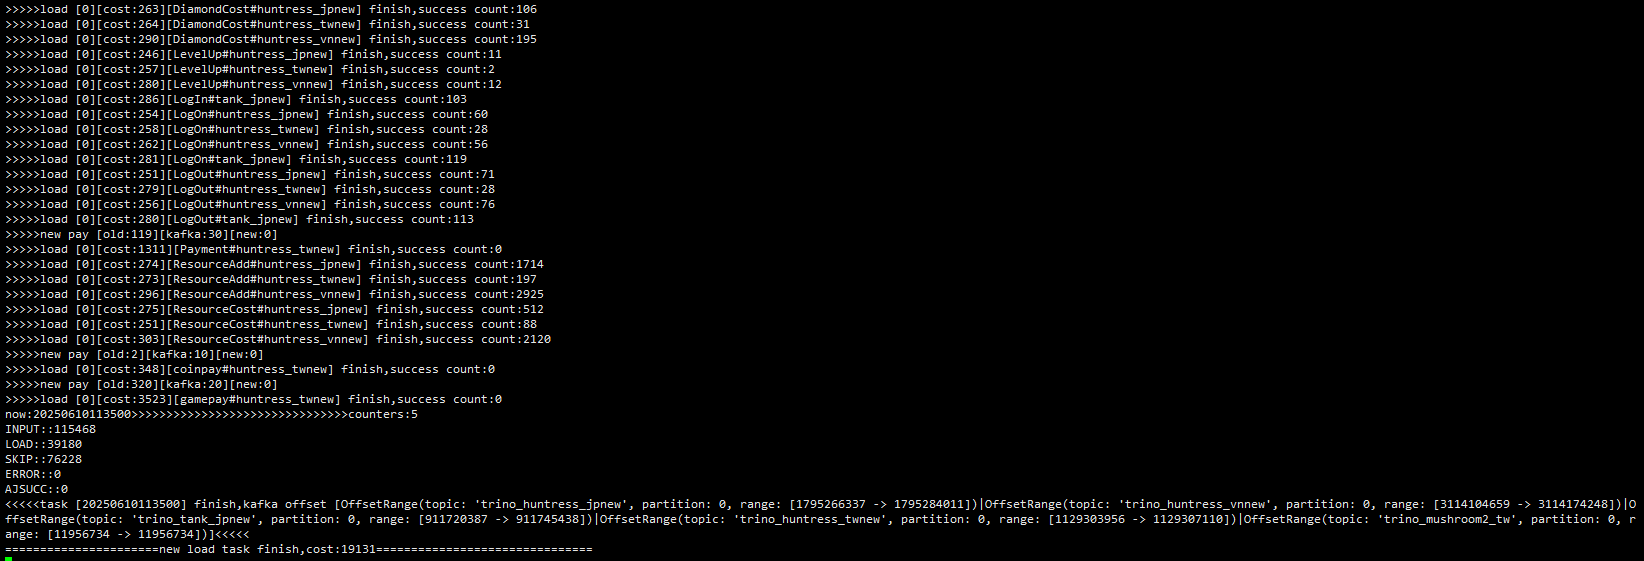 >>>>>load [0][cost:263][DiamondCost#huntress_jpnew] finish,success count:106
>>>>>load [0][cost:264][DiamondCost#huntress_twnew] finish,success count:31
>>>>>load [0][cost:290][DiamondCost#huntress_vnnew] finish,success count:195
>>>>>load [0][cost:246][LevelUp#huntress_jpnew] finish,success count:11
>>>>>load [0][cost:257][LevelUp#huntress_twnew] finish,success count:2
>>>>>load [0][cost:280][LevelUp#huntress_vnnew] finish,success count:12
>>>>>load [0][cost:286][LogIn#tank_jpnew] finish,success count:103
>>>>>load [0][cost:254][LogOn#huntress_jpnew] finish,success count:60
>>>>>load [0][cost:258][LogOn#huntress_twnew] finish,success count:28
>>>>>load [0][cost:262][LogOn#huntress_vnnew] finish,success count:56
>>>>>load [0][cost:281][LogOn#tank_jpnew] finish,success count:119
>>>>>load [0][cost:251][LogOut#huntress_jpnew] finish,success count:71
>>>>>load [0][cost:279][LogOut#huntress_twnew] finish,success count:28
>>>>>load [0][cost:256][LogOut#huntress_vnnew] finish,success count:76
>>>>>load [0][cost:280][LogOut#tank_jpnew] finish,success count:113
>>>>>new pay [old:119][kafka:30][new:0]
>>>>>load [0][cost:1311][Payment#huntress_twnew] finish,success count:0
>>>>>load [0][cost:274][ResourceAdd#huntress_jpnew] finish,success count:1714
>>>>>load [0][cost:273][ResourceAdd#huntress_twnew] finish,success count:197
>>>>>load [0][cost:296][ResourceAdd#huntress_vnnew] finish,success count:2925
>>>>>load [0][cost:275][ResourceCost#huntress_jpnew] finish,success count:512
>>>>>load [0][cost:251][ResourceCost#huntress_twnew] finish,success count:88
>>>>>load [0][cost:303][ResourceCost#huntress_vnnew] finish,success count:2120
>>>>>new pay [old:2][kafka:10][new:0]
>>>>>load [0][cost:348][coinpay#huntress_twnew] finish,success count:0
>>>>>new pay [old:320][kafka:20][new:0]
>>>>>load [0][cost:3523][gamepay#huntress_twnew] finish,success count:0
now:20250610113500>>>>>>>>>>>>>>>>>>>>>>>>>>>>>>>counters:5
INPUT::115468
LOAD::39180
SKIP::76228
ERROR::0
AJSUCC::0
<<<<<task [20250610113500] finish,kafka offset [OffsetRange(topic: 'trino_huntress_jpnew', partition: 0, range: [1795266337 -> 1795284011])|OffsetRange(topic: 'trino_huntress_vnnew', partition: 0, range: [3114104659 -> 3114174248])|O
ffsetRange(topic: 'trino_tank_jpnew', partition: 0, range: [911720387 -> 911745438])|OffsetRange(topic: 'trino_huntress_twnew', partition: 0, range: [1129303956 -> 1129307110])|OffsetRange(topic: 'trino_mushroom2_tw', partition: 0, r
ange: [11956734 -> 11956734])]<<<<<
======================new load task finish,cost:19131===============================